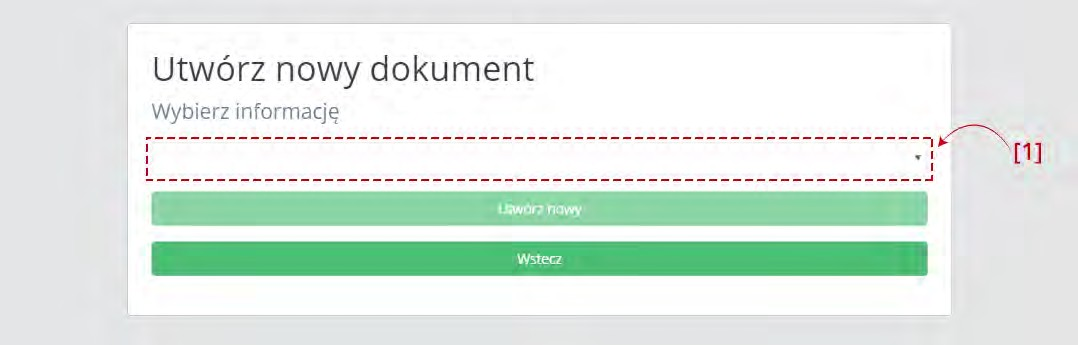 Utwórz nowy dokument
Wybierz informację
[1]
Utwórz nowy
Wstecz